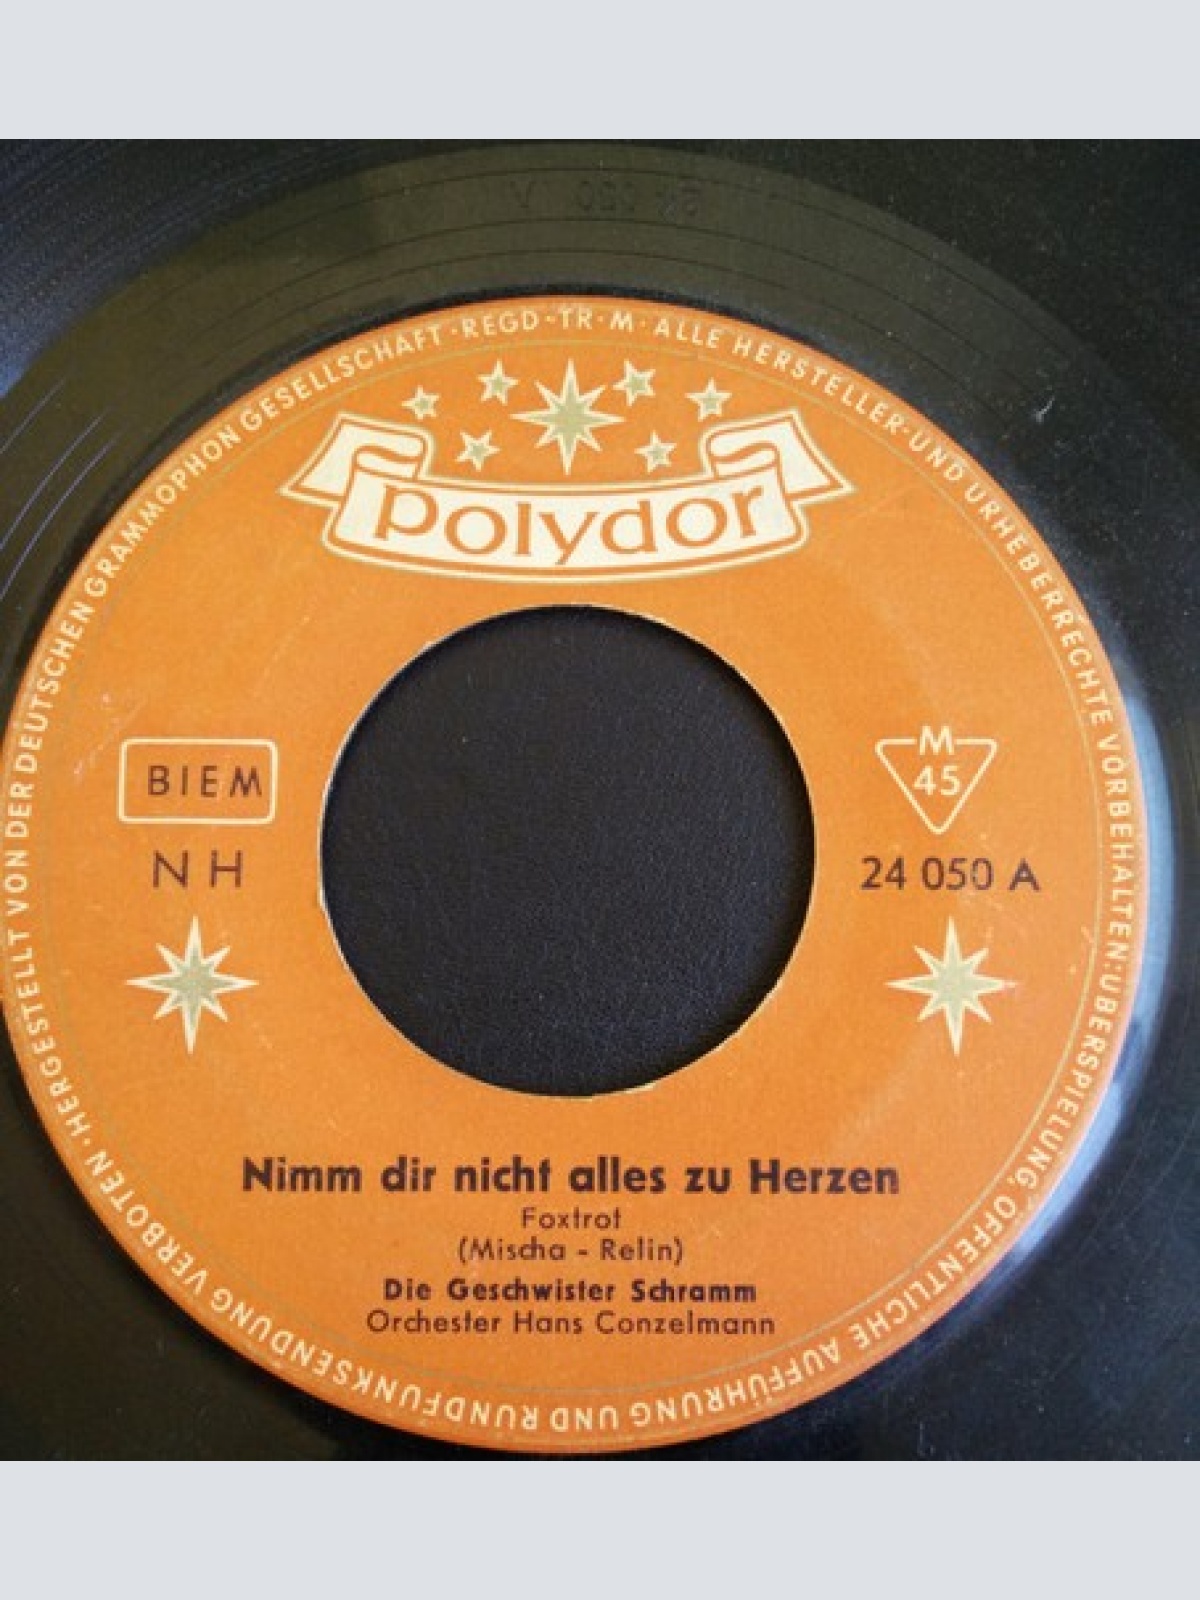 HERGESTELLT VON DER DEUTSCHEN GRAMMOPHON GESELLSCHAFT · REGD-TR·M· ALLE HERSTELLER-UND URHEBERRECHTE VORBEHALTEN: ÜBERSPIELUNG, ÖFFENTLICHE AUFFÜHRUNG UND RUNDFUNKSENDUNG VERBOTEN ·
polydor
BIEM
M
45
NH
24 050 A
Nimm dir nicht alles zu Herzen
Foxtrot
(Mischa - Relin)
Die Geschwister Schramm
Orchester Hans Conzelmann